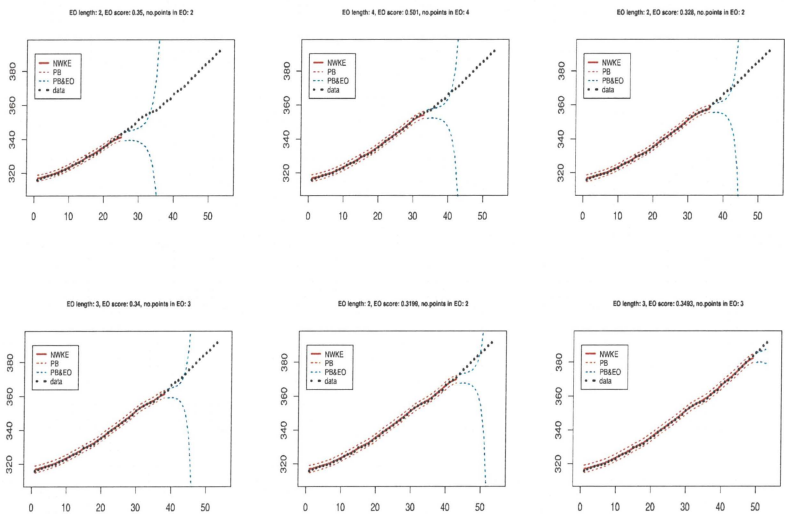 EO length: 2, EO score: 0.35, no.points in EO: 2
380
360
340
320
NWKE
PB
PB&EO
data
0 10 20 30 40 50
EO length: 4, EO score: 0.501, no.points in EO: 4
380
360
340
320
NWKE
PB
PB&EO
data
0 10 20 30 40 50
EO length: 2, EO score: 0.328, no.points in EO: 2
380
360
340
320
NWKE
PB
PB&EO
data
0 10 20 30 40 50
EO length: 3, EO score: 0.34, no.points in EO: 3
380
360
340
320
NWKE
PB
PB&EO
data
0 10 20 30 40 50
EO length: 2, EO score: 0.3199, no.points in EO: 2
380
360
340
320
NWKE
PB
PB&EO
data
0 10 20 30 40 50
EO length: 3, EO score: 0.3493, no.points in EO: 3
380
360
340
320
NWKE
PB
PB&EO
data
0 10 20 30 40 50